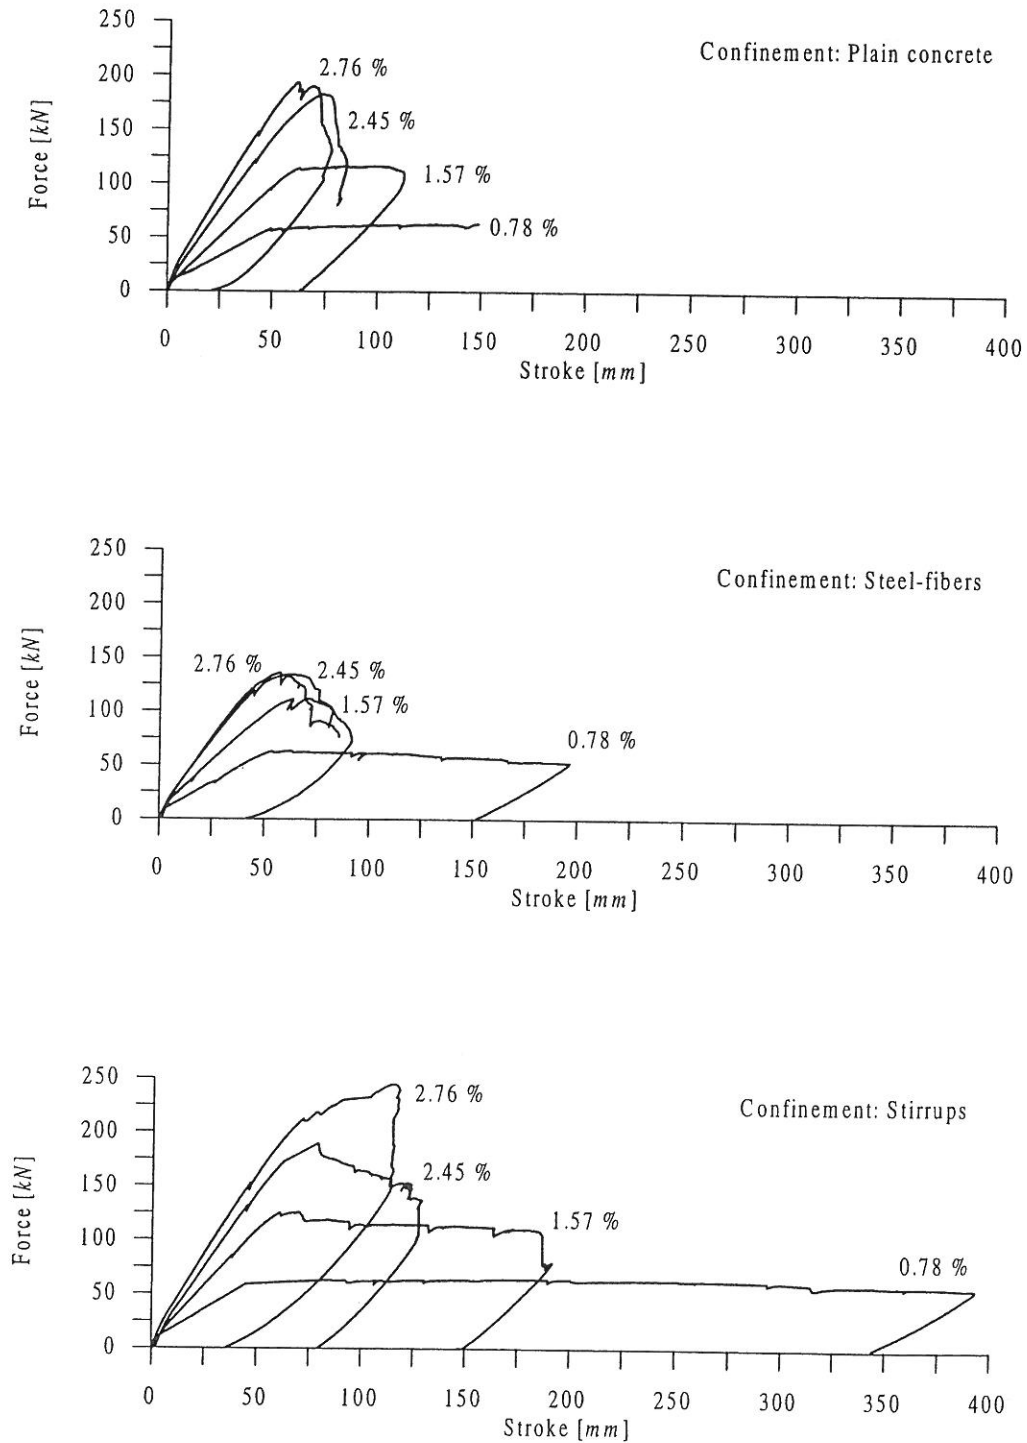 250
Confinement: Plain concrete
2.76 %
200
2.45 %
150
Force [kN]
1.57 %
100
0.78 %
50
0
0 50 100 150 200 250 300 350 400
Stroke [mm]
250
Confinement: Steel-fibers
200
150
2.76 % 2.45 %
Force [kN]
1.57 %
100
0.78 %
50
0
0 50 100 150 200 250 300 350 400
Stroke [mm]
250
2.76 %
Confinement: Stirrups
200
2.45 %
150
Force [kN]
1.57 %
100
0.78 %
50
0
0 50 100 150 200 250 300 350 400
Stroke [mm]